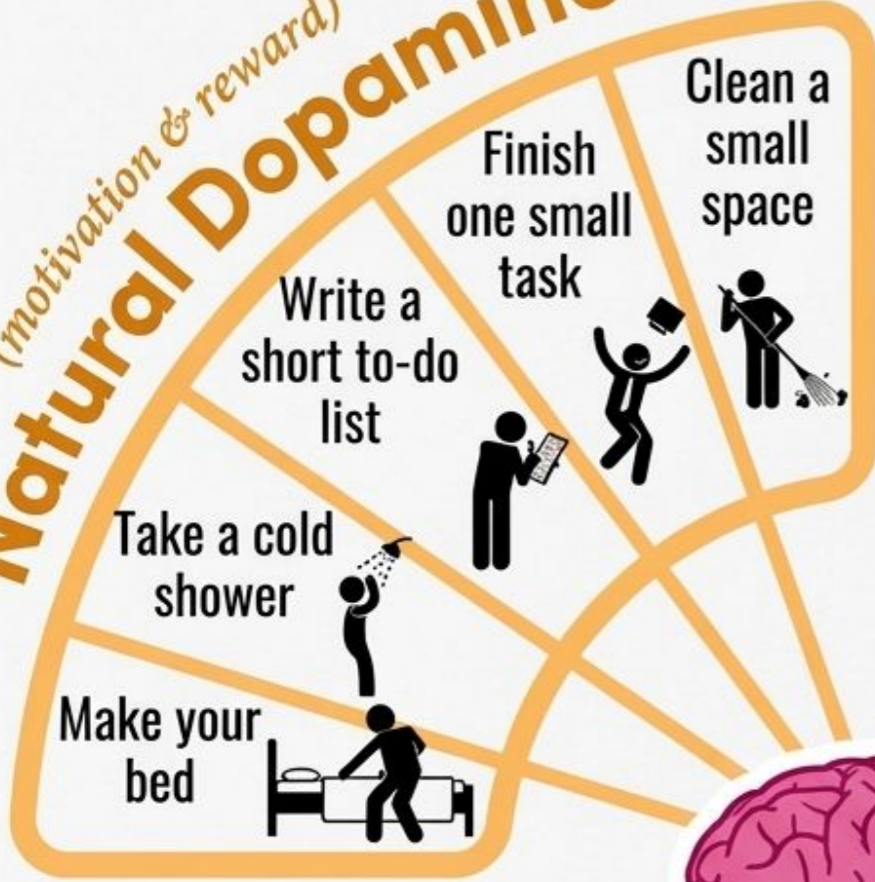 (motivation & reward)
Natural Dopamine
Clean a
small
space
Finish
one small
task
Write a
short to-do
list
Take a cold
shower
Make your
bed